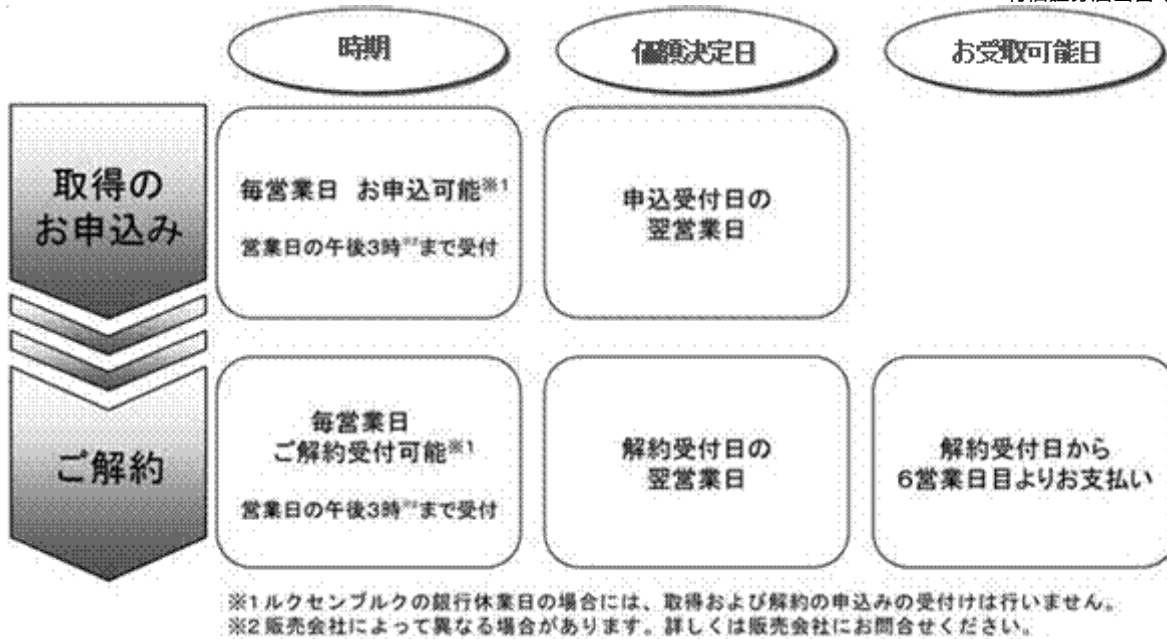 時期
価額決定日
お受取可能日
取得の
お申込み
毎営業日 お申込可能※1
営業日の午後3時※2まで受付
申込受付日の
翌営業日
ご解約
毎営業日
ご解約受付可能※1
営業日の午後3時※2まで受付
解約受付日の
翌営業日
解約受付日から
6営業日目よりお支払い
※1 ルクセンブルクの銀行休業日の場合には、取得および解約の申込みの受付けは行いません。
※2 販売会社によって異なる場合があります。詳しくは販売会社にお問合せください。